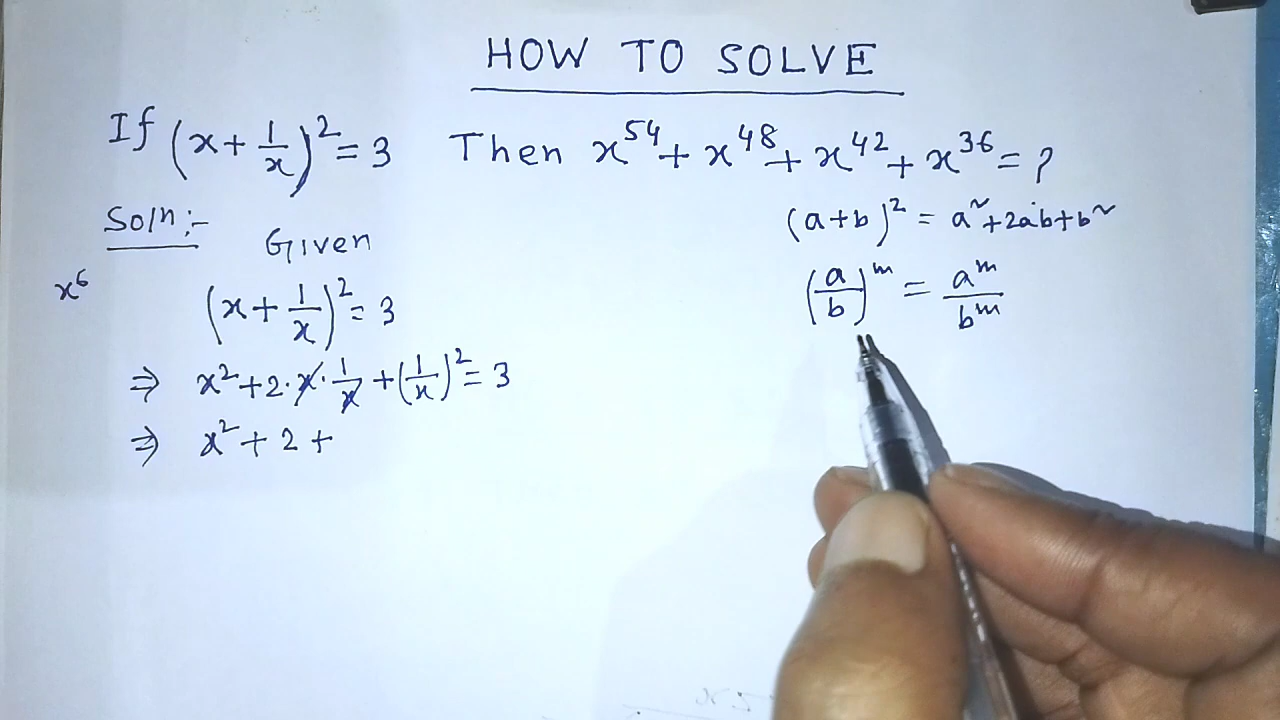 HOW TO SOLVE
If (x + 1/x)² = 3 Then x⁵⁴ + x⁴⁸ + x⁴² + x³⁶ = ?
Soln:- Given
(a+b)² = a² + 2ab + b²
x⁶
(x + 1/x)² = 3
(a/b)ᵐ = aᵐ/bᵐ
⇒ x² + 2·x·1/x + (1/x)² = 3
⇒ x² + 2 +